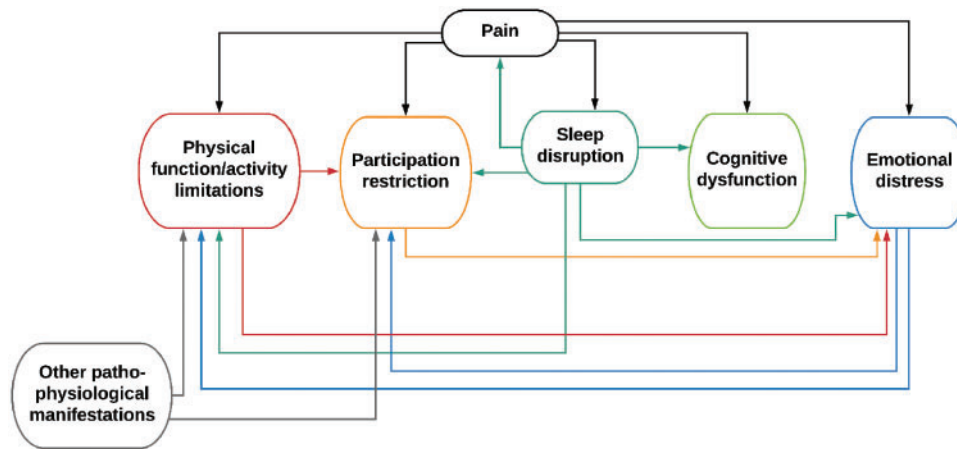 Pain
Physical
function/activity
limitations
Participation
restriction
Sleep
disruption
Cognitive
dysfunction
Emotional
distress
Other patho-
physiological
manifestations